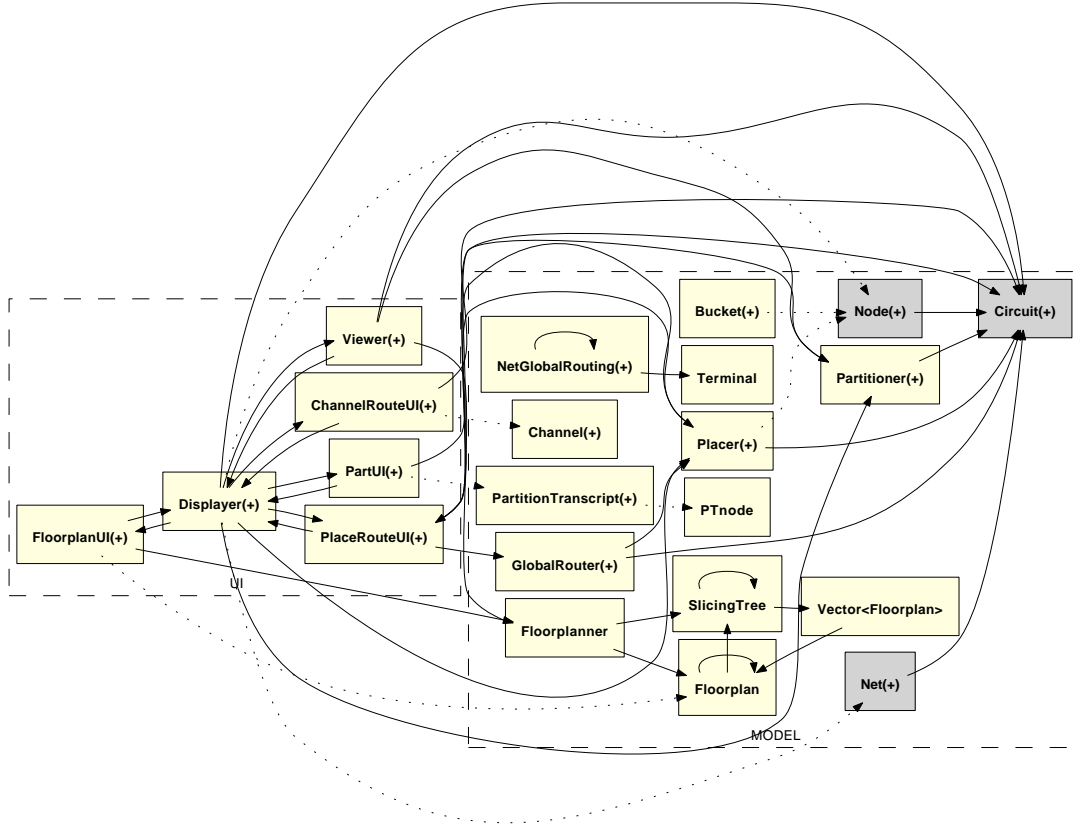 Viewer(+)
ChannelRouteUI(+)
PartUI(+)
Displayer(+)
FloorplanUI(+)
PlaceRouteUI(+)
UI
Bucket(+)
Node(+)
Circuit(+)
NetGlobalRouting(+)
Terminal
Partitioner(+)
Channel(+)
Placer(+)
PartitionTranscript(+)
PTnode
GlobalRouter(+)
SlicingTree
Vector<Floorplan>
Floorplanner
Floorplan
Net(+)
MODEL